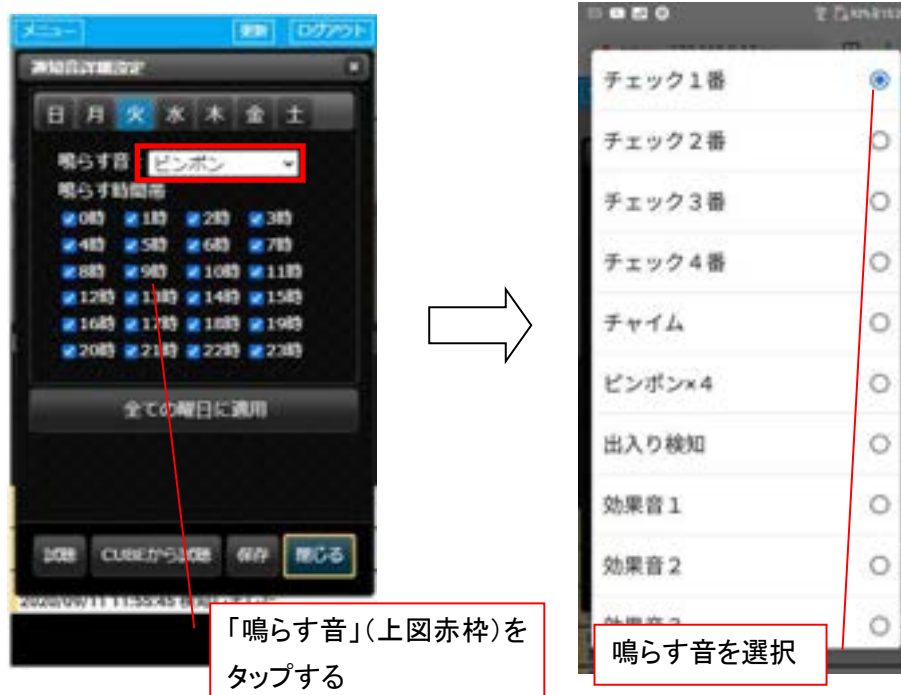 メニュー
更新
ログアウト
通知音詳細設定
日 月 火 水 木 金 土
鳴らす音 ピンポン
鳴らす時間帯
0時 1時 2時 3時
4時 5時 6時 7時
8時 9時 10時 11時
12時 13時 14時 15時
16時 17時 18時 19時
20時 21時 22時 23時
全ての曜日に適用
試聴 CUBEから試聴 保存 閉じる
「鳴らす音」(上図赤枠)を
タップする
チェック1番
チェック2番
チェック3番
チェック4番
チャイム
ピンポン×4
出入り検知
効果音1
効果音2
鳴らす音を選択